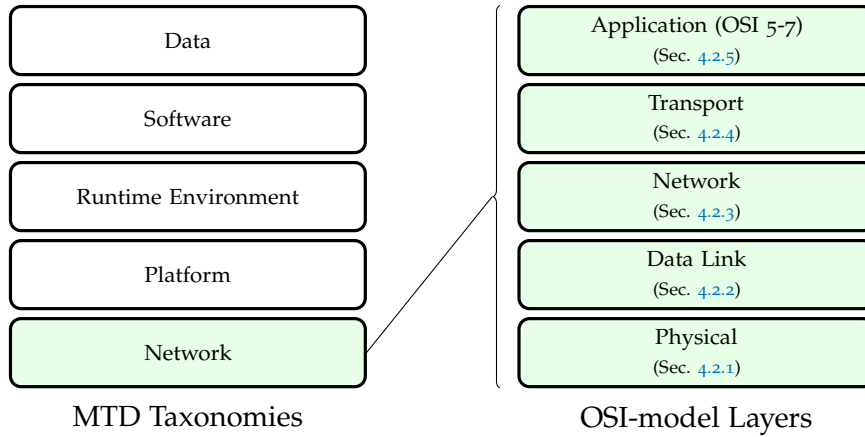 Data
Software
Runtime Environment
Platform
Network
MTD Taxonomies
Application (OSI 5-7)
(Sec. 4.2.5)
Transport
(Sec. 4.2.4)
Network
(Sec. 4.2.3)
Data Link
(Sec. 4.2.2)
Physical
(Sec. 4.2.1)
OSI-model Layers